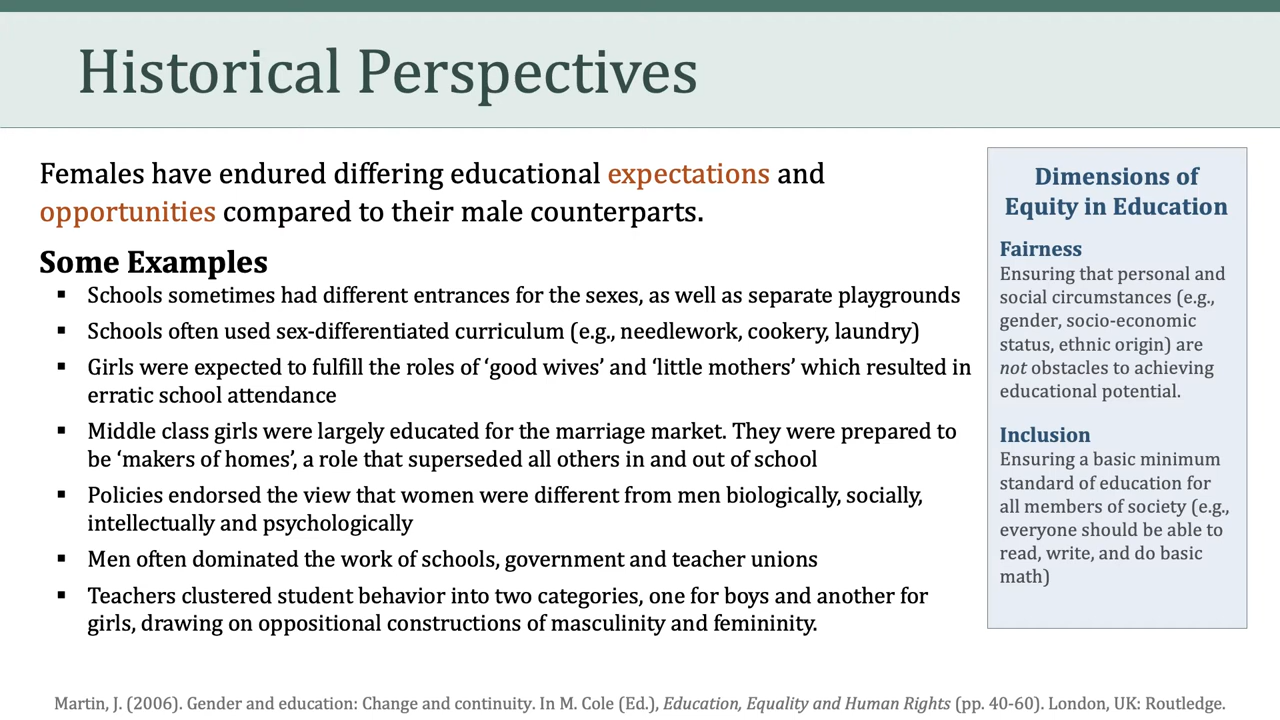 Historical Perspectives
Females have endured differing educational expectations and
opportunities compared to their male counterparts.
Some Examples
▪ Schools sometimes had different entrances for the sexes, as well as separate playgrounds
▪ Schools often used sex-differentiated curriculum (e.g., needlework, cookery, laundry)
▪ Girls were expected to fulfill the roles of ‘good wives’ and ‘little mothers’ which resulted in
erratic school attendance
▪ Middle class girls were largely educated for the marriage market. They were prepared to
be ‘makers of homes’, a role that superseded all others in and out of school
▪ Policies endorsed the view that women were different from men biologically, socially,
intellectually and psychologically
▪ Men often dominated the work of schools, government and teacher unions
▪ Teachers clustered student behavior into two categories, one for boys and another for
girls, drawing on oppositional constructions of masculinity and femininity.
Dimensions of
Equity in Education
Fairness
Ensuring that personal and
social circumstances (e.g.,
gender, socio-economic
status, ethnic origin) are
not obstacles to achieving
educational potential.
Inclusion
Ensuring a basic minimum
standard of education for
all members of society (e.g.,
everyone should be able to
read, write, and do basic
math)
Martin, J. (2006). Gender and education: Change and continuity. In M. Cole (Ed.), Education, Equality and Human Rights (pp. 40-60). London, UK: Routledge.